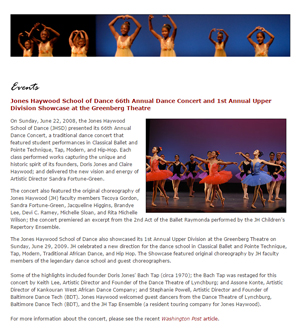 Events
Jones Haywood School of Dance 66th Annual Dance Concert and 1st Annual Upper
Division Showcase at the Greenberg Theatre
On Sunday, June 22, 2008, the Jones Haywood
School of Dance (JHSD) presented its 66th Annual
Dance Concert, a traditional dance concert that
featured student performances in Classical Ballet and
Pointe Technique, Tap, Modern, and Hip-Hop. Each
class performed works capturing the unique and
historic spirit of its founders, Doris Jones and Claire
Haywood; and delivered the new vision and energy of
Artistic Director Sandra Fortune-Green.
The concert also featured the original choreography of
Jones Haywood (JH) faculty members Tecoya Gordon,
Sandra Fortune-Green, Jacqueline Higgins, Brandye
Lee, Devi C. Ramey, Michelle Sloan, and Rita Michelle
Wilson; the concert premiered an excerpt from the 2nd Act of the Ballet Raymonda performed by the JH Children's
Repertory Ensemble.
The Jones Haywood School of Dance also showcased its 1st Annual Upper Division at the Greenberg Theatre on
Sunday, June 29, 2009. JH celebrated a new direction for the dance school in Classical Ballet and Pointe Technique,
Tap, Modern, Traditional African Dance, and Hip Hop. The Showcase featured original choreography by JH faculty
members of the legendary dance school and guest choreographers.
Some of the highlights included founder Doris Jones' Bach Tap (circa 1970); the Bach Tap was restaged for this
concert by Keith Lee, Artistic Director and Founder of the Dance Theatre of Lynchburg; and Assone Konte, Artistic
Director of Kankouran West African Dance Company; and Stephanie Powell, Artistic Director and Founder of
Baltimore Dance Tech (BDT). Jones Haywood welcomed guest dancers from the Dance Theatre of Lynchburg,
Baltimore Dance Tech (BDT), and the JH Tap Ensemble (a resident touring company for Jones Haywood).
For more information about the concert, please see the recent Washington Post article.